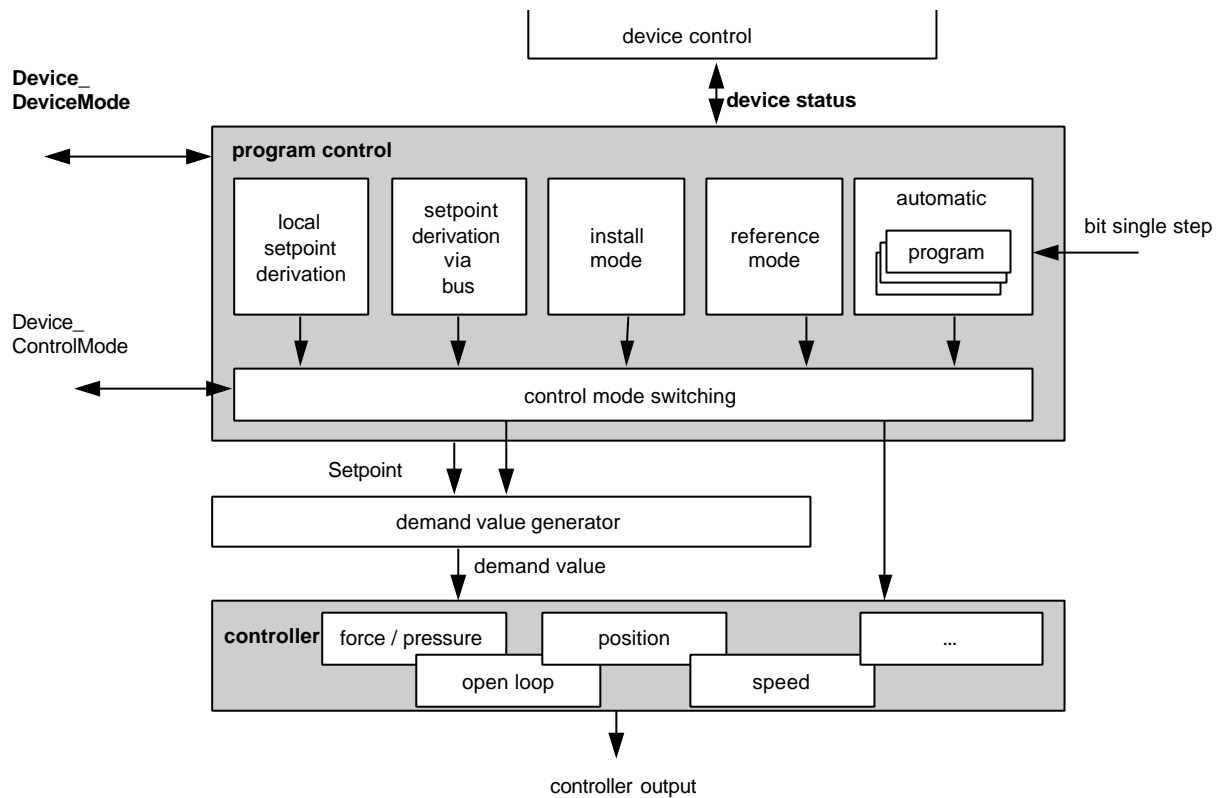 device control
Device_
DeviceMode
device status
program control
local
setpoint
derivation
setpoint
derivation
via
bus
install
mode
reference
mode
automatic
program
bit single step
Device_
ControlMode
control mode switching
Setpoint
demand value generator
demand value
controller
force / pressure
position
...
open loop
speed
controller output